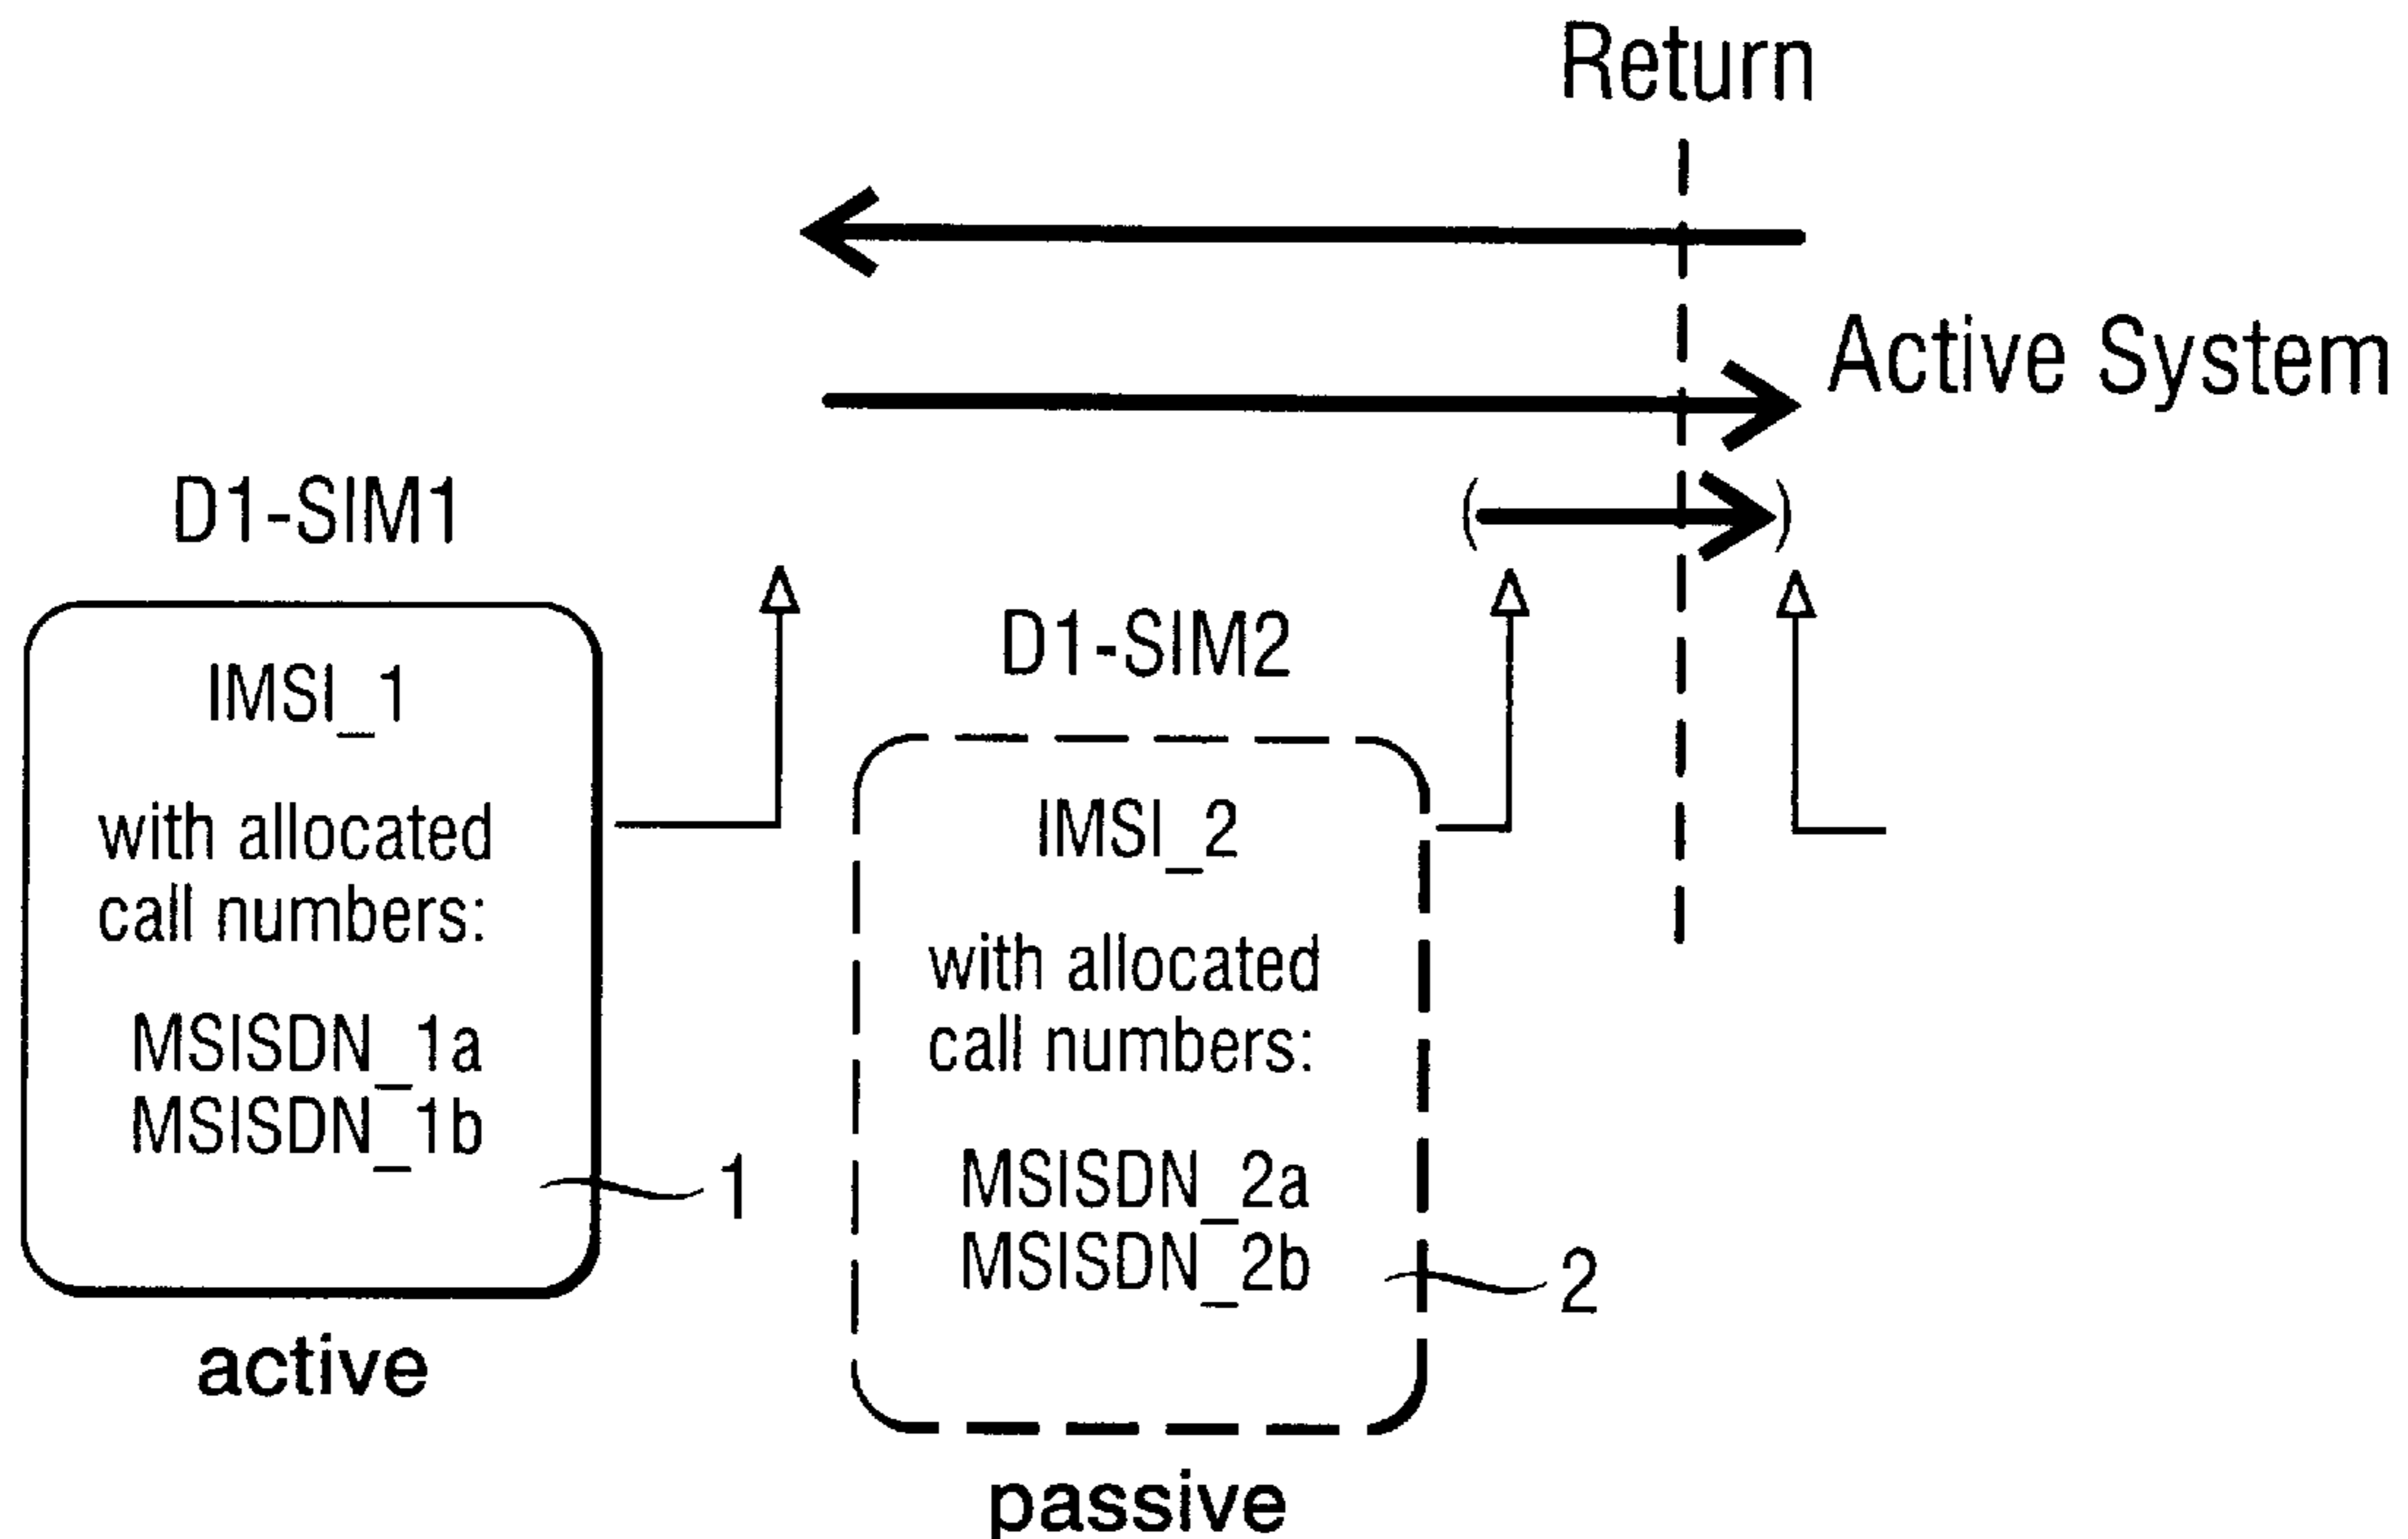 Return
Active System
D1-SIM1
IMSI_1
with allocated
call numbers:
MSISDN_1a
MSISDN_1b
1
active
( )
D1-SIM2
IMSI_2
with allocated
call numbers:
MSISDN_2a
MSISDN_2b
2
passive